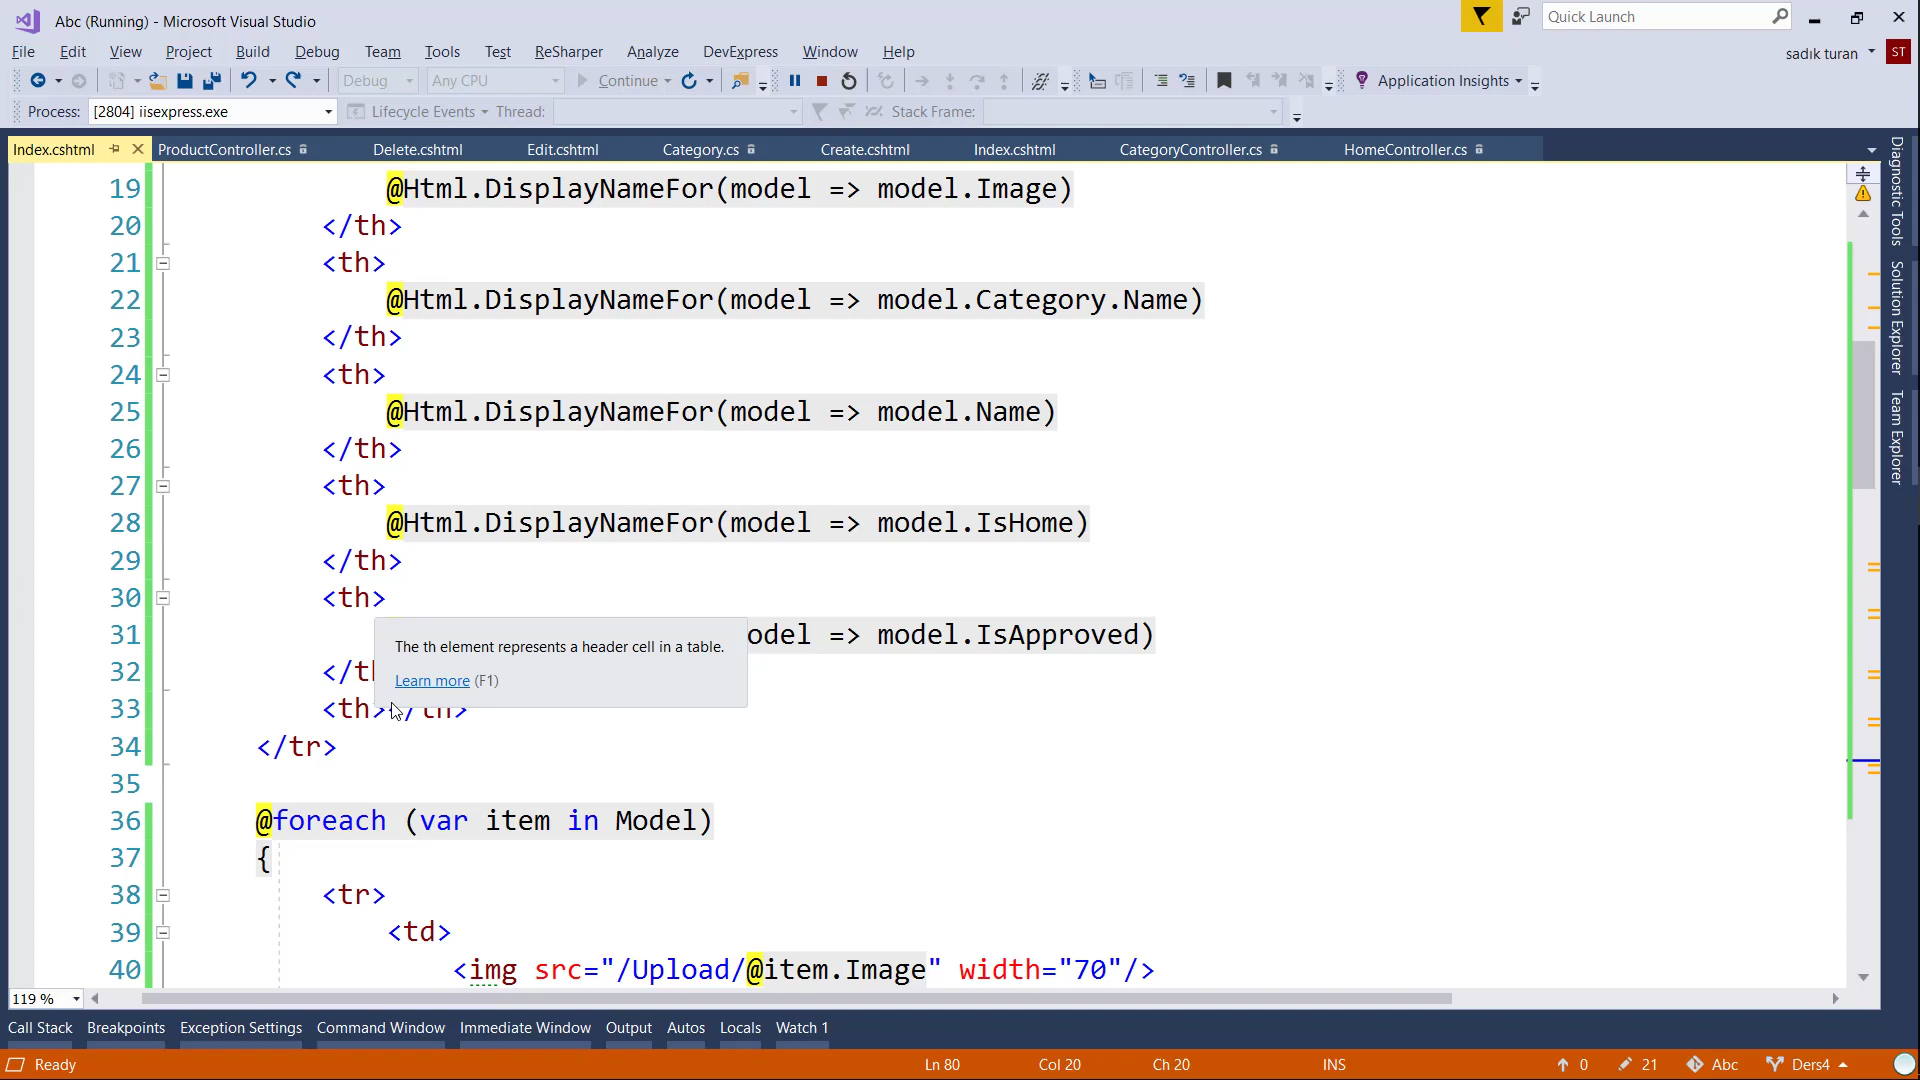 Abc (Running) - Microsoft Visual Studio
Quick Launch
File Edit View Project Build Debug Team Tools Test ReSharper Analyze DevExpress Window Help
sadık turan ST
Debug Any CPU Continue Application Insights
Process: [2804] iisexpress.exe Lifecycle Events Thread: Stack Frame:
Index.cshtml ProductController.cs Delete.cshtml Edit.cshtml Category.cs Create.cshtml Index.cshtml CategoryController.cs HomeController.cs
Diagnostic Tools
Solution Explorer
Team Explorer
19 @Html.DisplayNameFor(model => model.Image)
20 </th>
21 <th>
22 @Html.DisplayNameFor(model => model.Category.Name)
23 </th>
24 <th>
25 @Html.DisplayNameFor(model => model.Name)
26 </th>
27 <th>
28 @Html.DisplayNameFor(model => model.IsHome)
29 </th>
30 <th>
31 odel => model.IsApproved)
The th element represents a header cell in a table.
32 </th
Learn more (F1)
33 <th></th>
34 </tr>
35
36 @foreach (var item in Model)
37 {
38 <tr>
39 <td>
40 <img src="/Upload/@item.Image" width="70"/>
119 %
Call Stack Breakpoints Exception Settings Command Window Immediate Window Output Autos Locals Watch 1
Ready Ln 80 Col 20 Ch 20 INS 0 21 Abc Ders4